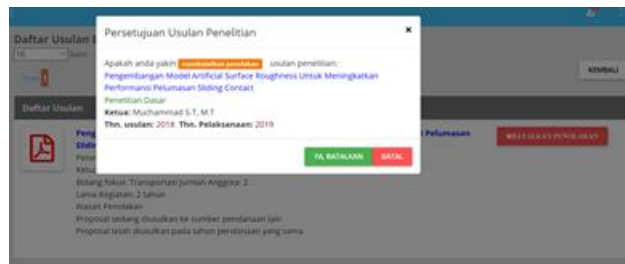 Daftar Usulan
Persetujuan Usulan Penelitian
×
Apakah anda yakin membatalkan penolakan usulan penelitian:
Pengembangan Model Artificial Surface Roughness Untuk Meningkatkan
Performansi Pelumasan Sliding Contact
Penelitian Dasar
Ketua: Muchammad S.T, M.T
Thn. usulan: 2018 Thn. Pelaksanaan: 2019
YA, BATALKAN
BATAL
KEMBALI
Daftar Usulan
Pelumasan
BATALKAN PENOLAKAN
Bidang fokus: Transportasi Jumlah Anggota: 2
Lama Kegiatan: 2 tahun
Alasan Penolakan
Proposal sedang diusulkan ke sumber pendanaan lain
Proposal telah diusulkan pada tahun pendanaan yang sama